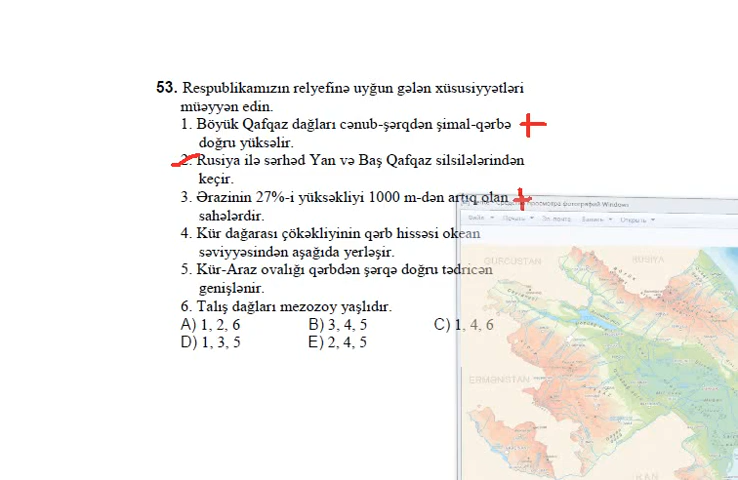 53. Respublikamızın relyefinə uyğun gələn xüsusiyyətləri
müəyyən edin.
1. Böyük Qafqaz dağları cənub-şərqdən şimal-qərbə
doğru yüksəlir.
2. Rusiya ilə sərhəd Yan və Baş Qafqaz silsilələrindən
keçir.
3. Ərazinin 27%-i yüksəkliyi 1000 m-dən artıq olan
sahələrdir.
4. Kür dağarası çökəkliyinin qərb hissəsi okean
səviyyəsindən aşağıda yerləşir.
5. Kür-Araz ovalığı qərbdən şərqə doğru tədricən
genişlənir.
6. Talış dağları mezozoy yaşlıdır.
A) 1, 2, 6 B) 3, 4, 5 C) 1, 4, 6
D) 1, 3, 5 E) 2, 4, 5
фотографий Windows
GÜRCÜSTAN
RUSİYA
ERMƏNİSTAN
İRAN